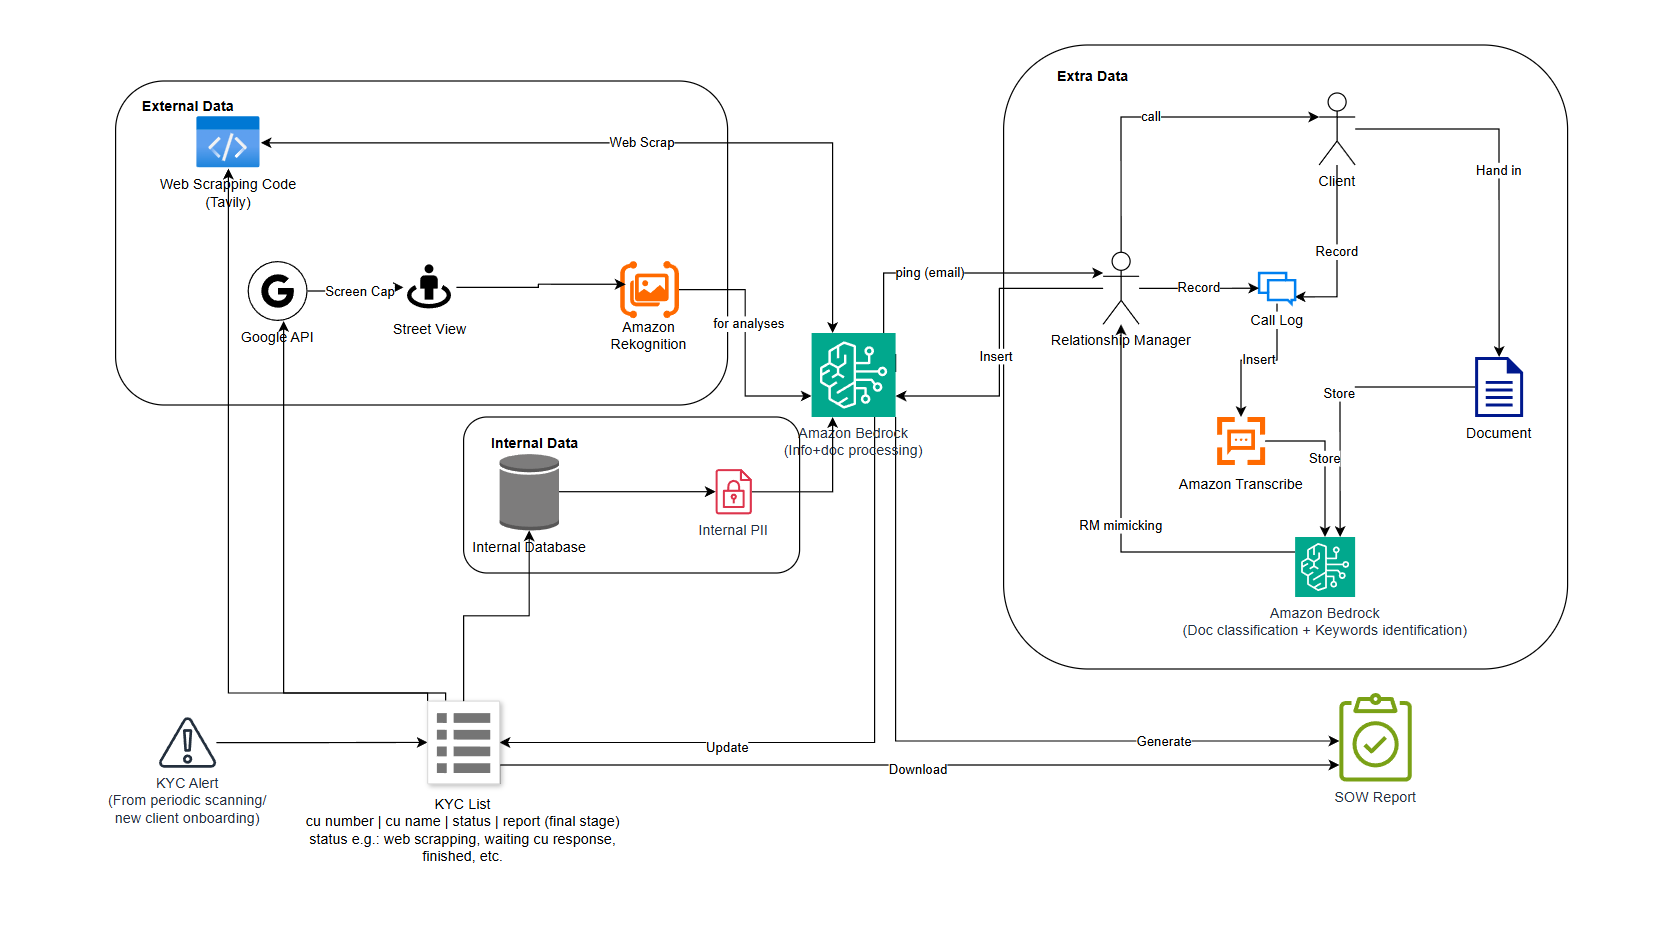 External Data
</>
Web Scrapping Code
(Tavily)
Web Scrap
G
Google API
Screen Cap
Street View
Amazon
Rekognition
for analyses
Internal Data
Internal Database
Internal PII
Amazon Bedrock
(Info+doc processing)
Extra Data
call
Client
Hand in
Record
ping (email)
Record
Call Log
Relationship Manager
Insert
Insert
Store
Document
Store
Amazon Transcribe
RM mimicking
Amazon Bedrock
(Doc classification + Keywords identification)
KYC Alert
(From periodic scanning/
new client onboarding)
Update
Generate
Download
KYC List
cu number | cu name | status | report (final stage)
status e.g.: web scrapping, waiting cu response,
finished, etc.
SOW Report